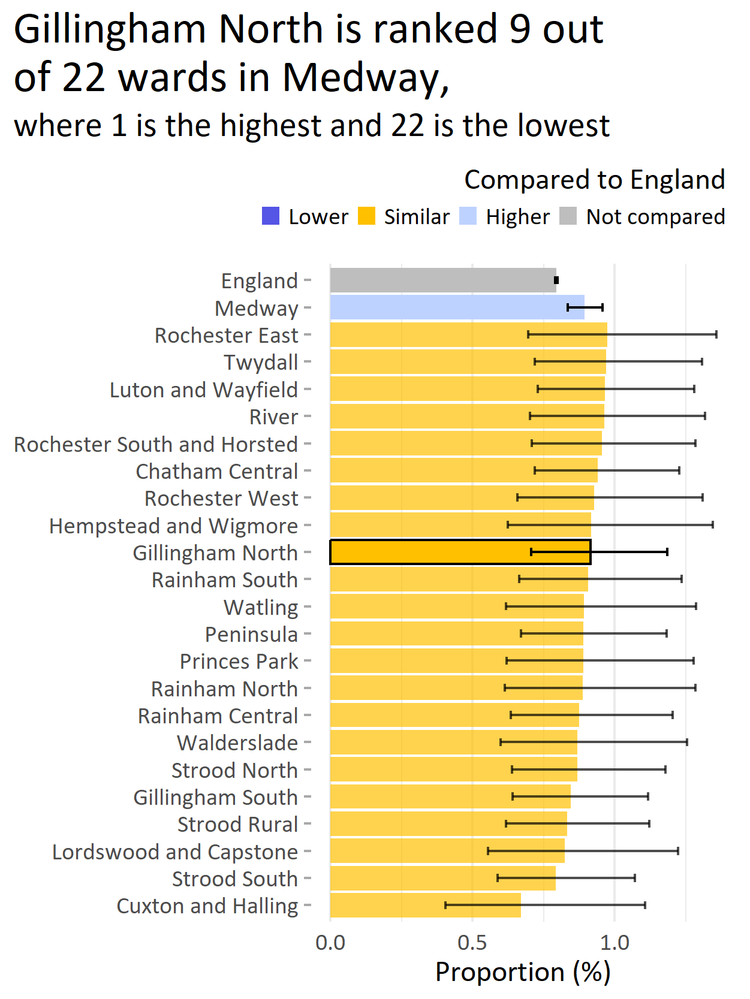 Gillingham North is ranked 9 out
of 22 wards in Medway,
where 1 is the highest and 22 is the lowest
Compared to England
Lower Similar Higher Not compared
England
Medway
Rochester East
Twydall
Luton and Wayfield
River
Rochester South and Horsted
Chatham Central
Rochester West
Hempstead and Wigmore
Gillingham North
Rainham South
Watling
Peninsula
Princes Park
Rainham North
Rainham Central
Walderslade
Strood North
Gillingham South
Strood Rural
Lordswood and Capstone
Strood South
Cuxton and Halling
0.0 0.5 1.0
Proportion (%)